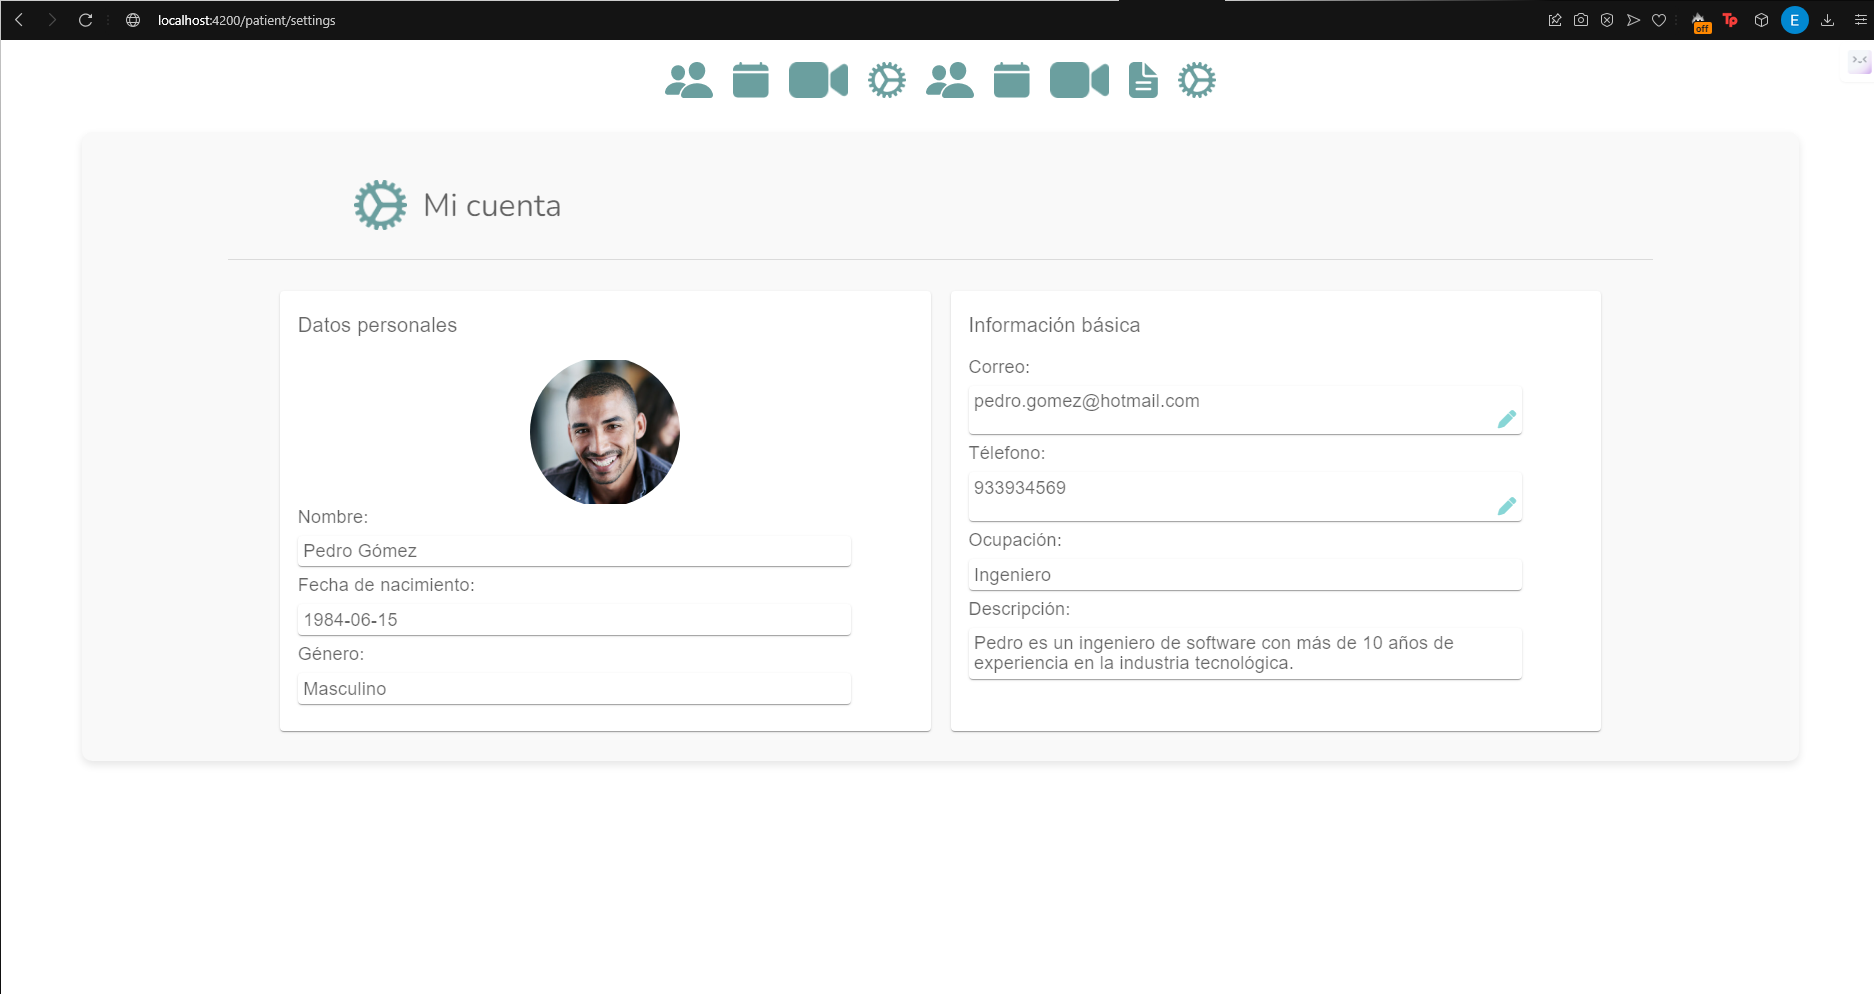 localhost:4200/patient/settings
off
Tp
E
Mi cuenta
Datos personales
Nombre:
Pedro Gómez
Fecha de nacimiento:
1984-06-15
Género:
Masculino
Información básica
Correo:
pedro.gomez@hotmail.com
Télefono:
933934569
Ocupación:
Ingeniero
Descripción:
Pedro es un ingeniero de software con más de 10 años de
experiencia en la industria tecnológica.